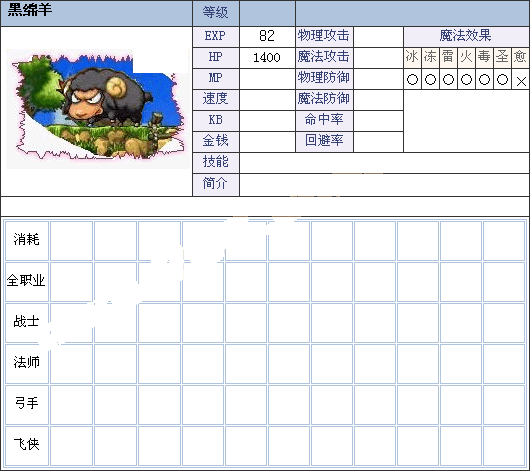 黑绵羊 等级
EXP 82 物理攻击 魔法效果
HP 1400 魔法攻击 冰 冻 雷 火 毒 圣 愈
MP 物理防御 ○ ○ ○ ○ ○ ○ ×
速度 魔法防御
KB 命中率
金钱 回避率
技能
简介
消耗
全职业
战士
法师
弓手
飞侠